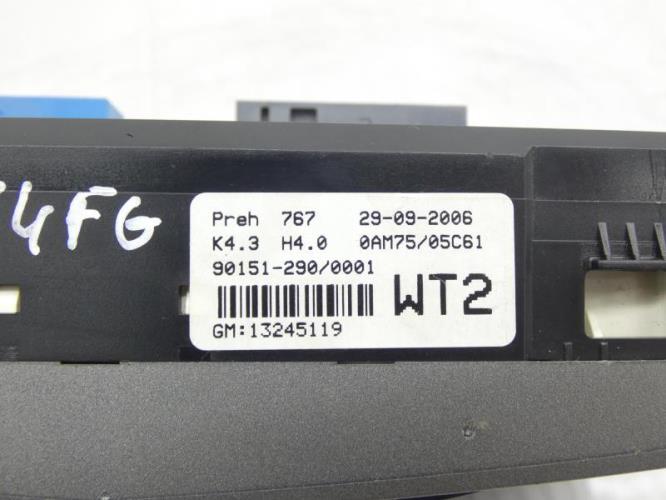 4FG
Preh 767 29-09-2006
K4.3 H4.0 0AM75/05C61
90151-290/0001
WT2
GM:13245119